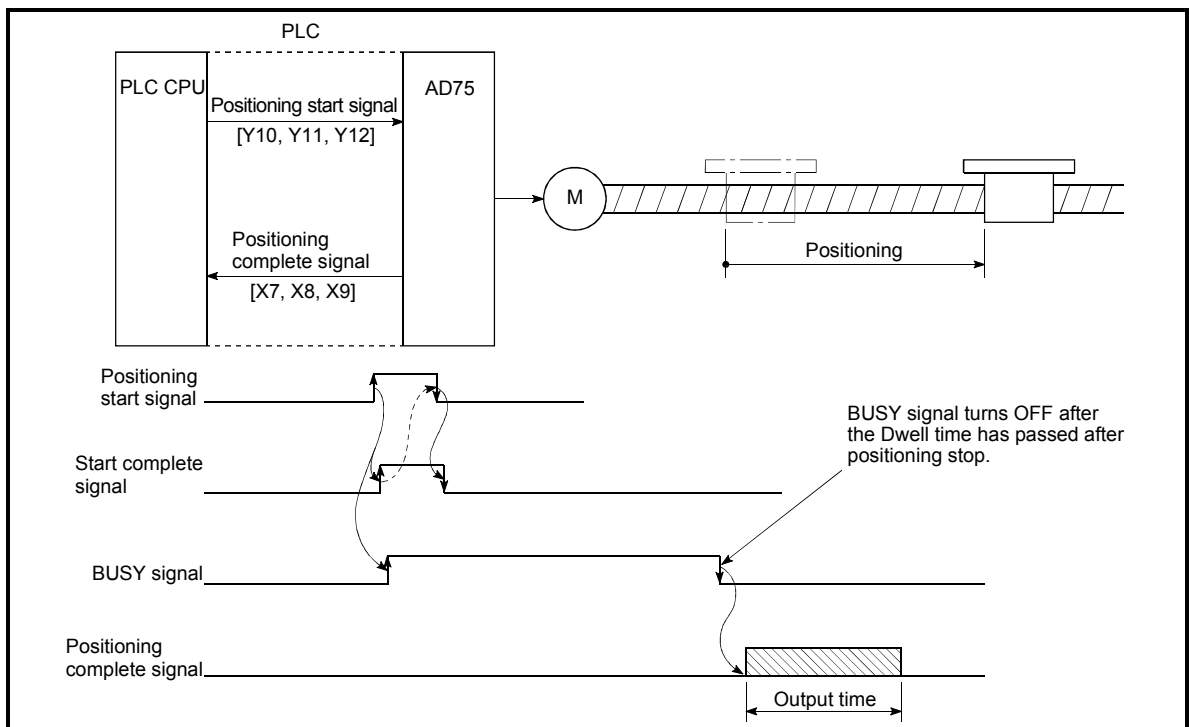 PLC
PLC CPU
AD75
Positioning start signal
[Y10, Y11, Y12]
M
Positioning
complete signal
[X7, X8, X9]
Positioning
Positioning
start signal
BUSY signal turns OFF after
the Dwell time has passed after
positioning stop.
Start complete
signal
BUSY signal
Positioning
complete signal
Output time